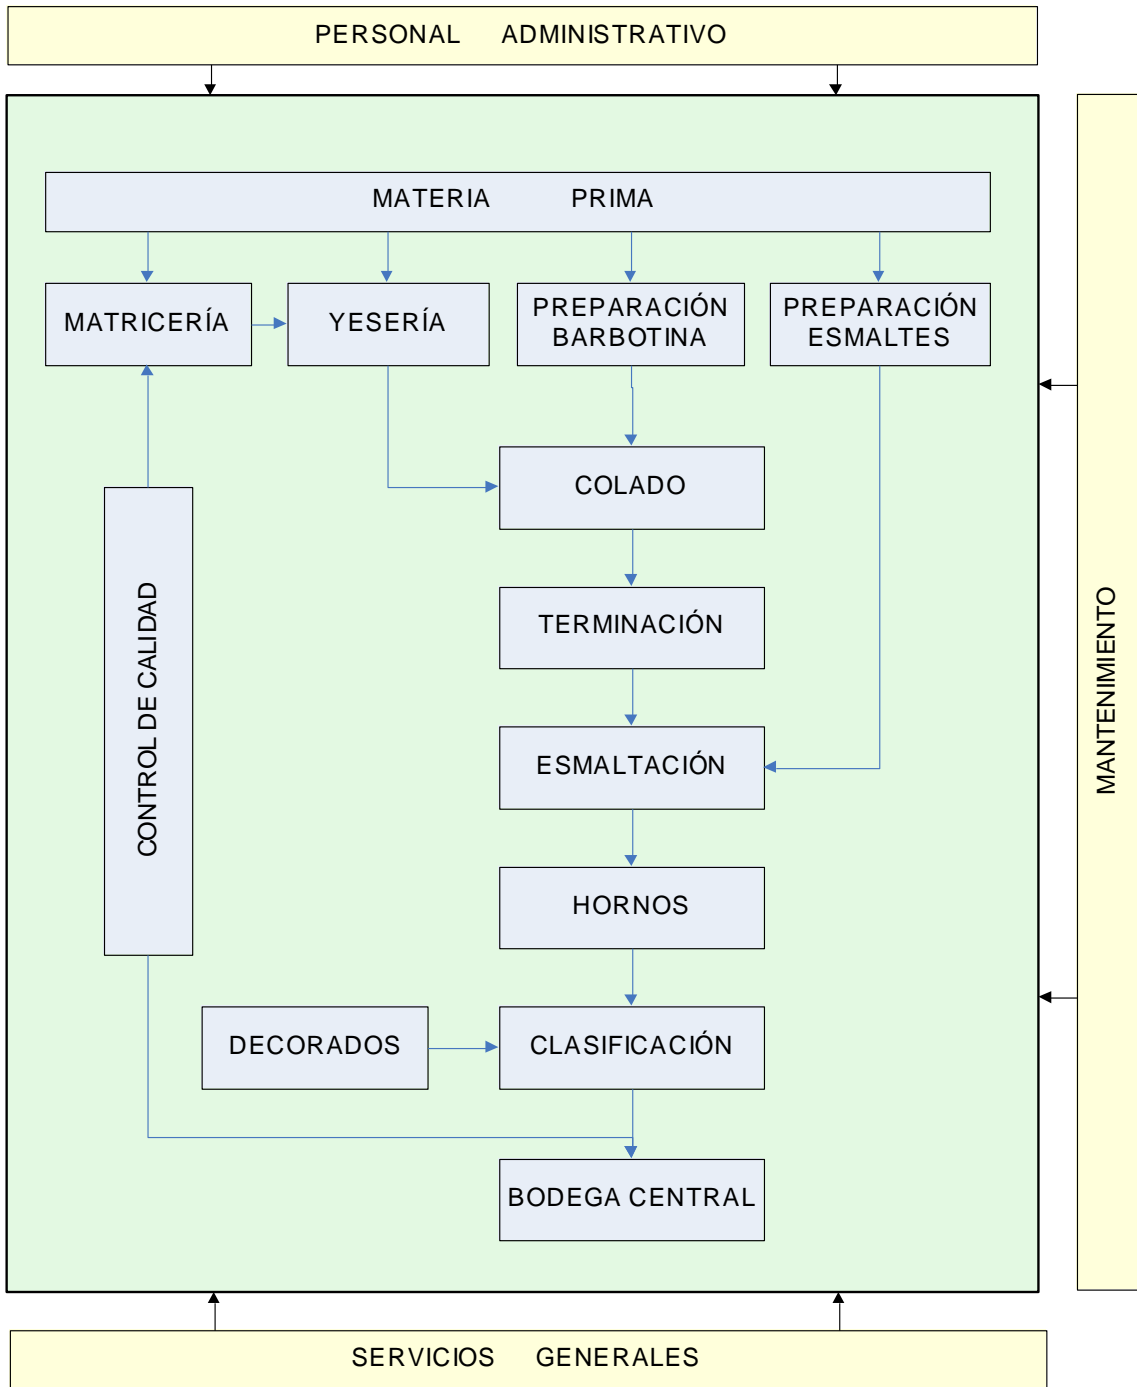 PERSONAL ADMINISTRATIVO
MATERIA PRIMA
MATRICERÍA
YESERÍA
PREPARACIÓN
BARBOTINA
PREPARACIÓN
ESMALTES
COLADO
TERMINACIÓN
CONTROL DE CALIDAD
MANTENIMIENTO
ESMALTACIÓN
HORNOS
DECORADOS
CLASIFICACIÓN
BODEGA CENTRAL
SERVICIOS GENERALES